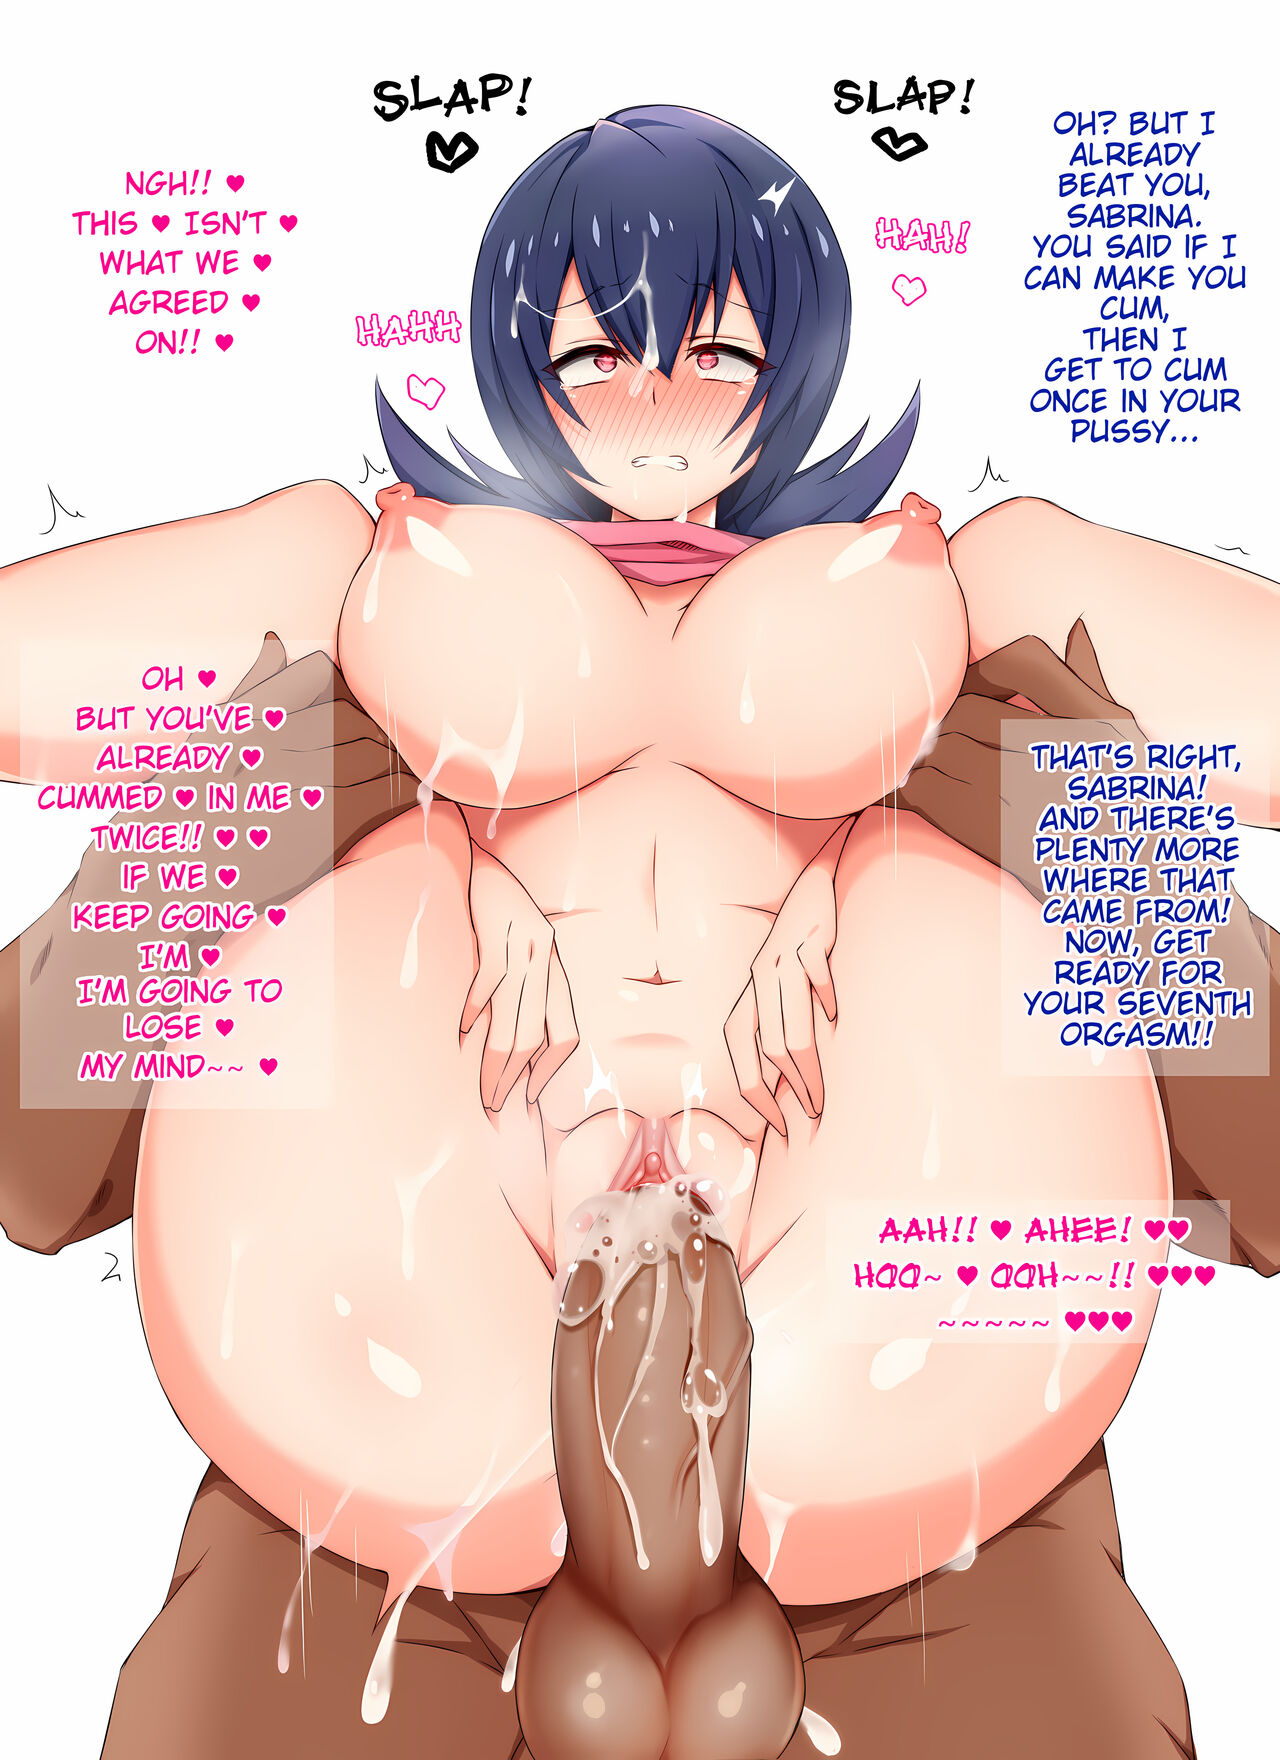 SLAP!
SLAP!
OH? BUT I
ALREADY
BEAT YOU,
SABRINA.
YOU SAID IF I
CAN MAKE YOU
CUM,
THEN I
GET TO CUM
ONCE IN YOUR
PUSSY...
NGH!! ♥
THIS ♥ ISN'T ♥
WHAT WE ♥
AGREED ♥
ON!! ♥
HAH!
HAHH
OH ♥
BUT YOU'VE ♥
ALREADY ♥
CUMMED ♥ IN ME ♥
TWICE!! ♥ ♥
IF WE ♥
KEEP GOING ♥
I'M ♥
I'M GOING TO
LOSE ♥
MY MIND~~ ♥
THAT'S RIGHT,
SABRINA!
AND THERE'S
PLENTY MORE
WHERE THAT
CAME FROM!
NOW, GET
READY FOR
YOUR SEVENTH
ORGASM!!
AAH!! ♥ AHEE! ♥♥
HOO~ ♥ OOH~~!! ♥♥♥
~~~~~ ♥♥♥